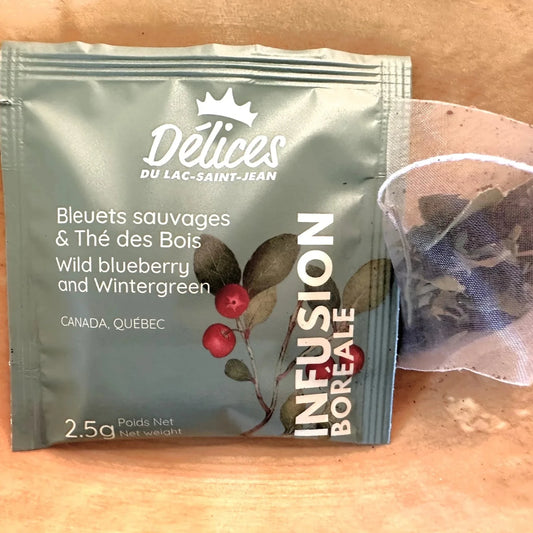 Délices
DU LAC-SAINT-JEAN
Bleuets sauvages
& Thé des Bois
Wild blueberry
and Wintergreen
CANADA, QUÉBEC
2.5g Poids Net
Net weight
INFUSION
BORÉALE